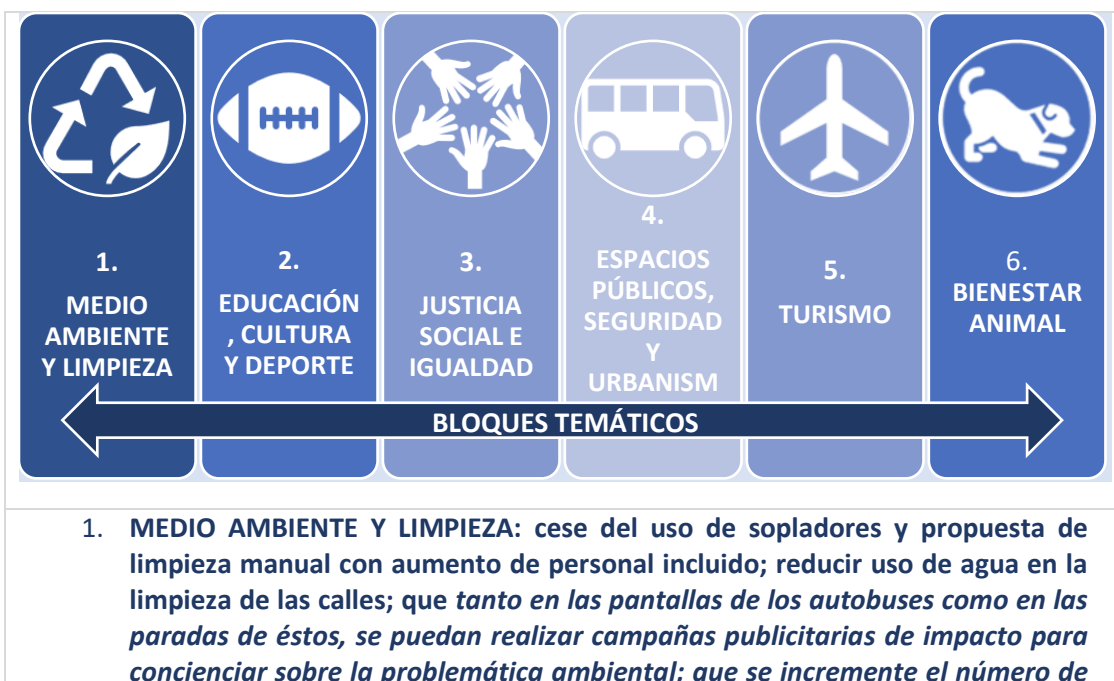 1.
MEDIO
AMBIENTE
Y LIMPIEZA
2.
EDUCACIÓN
, CULTURA
Y DEPORTE
3.
JUSTICIA
SOCIAL E
IGUALDAD
4.
ESPACIOS
PÚBLICOS,
SEGURIDAD
Y
URBANISM
5.
TURISMO
6.
BIENESTAR
ANIMAL
BLOQUES TEMÁTICOS
1. MEDIO AMBIENTE Y LIMPIEZA: cese del uso de sopladores y propuesta de
limpieza manual con aumento de personal incluido; reducir uso de agua en la
limpieza de las calles; que tanto en las pantallas de los autobuses como en las
paradas de éstos, se puedan realizar campañas publicitarias de impacto para
concienciar sobre la problemática ambiental; que se incremente el número de